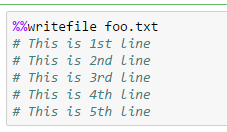 %%writefile foo.txt
# This is 1st line
# This is 2nd line
# This is 3rd line
# This is 4th line
# This is 5th line